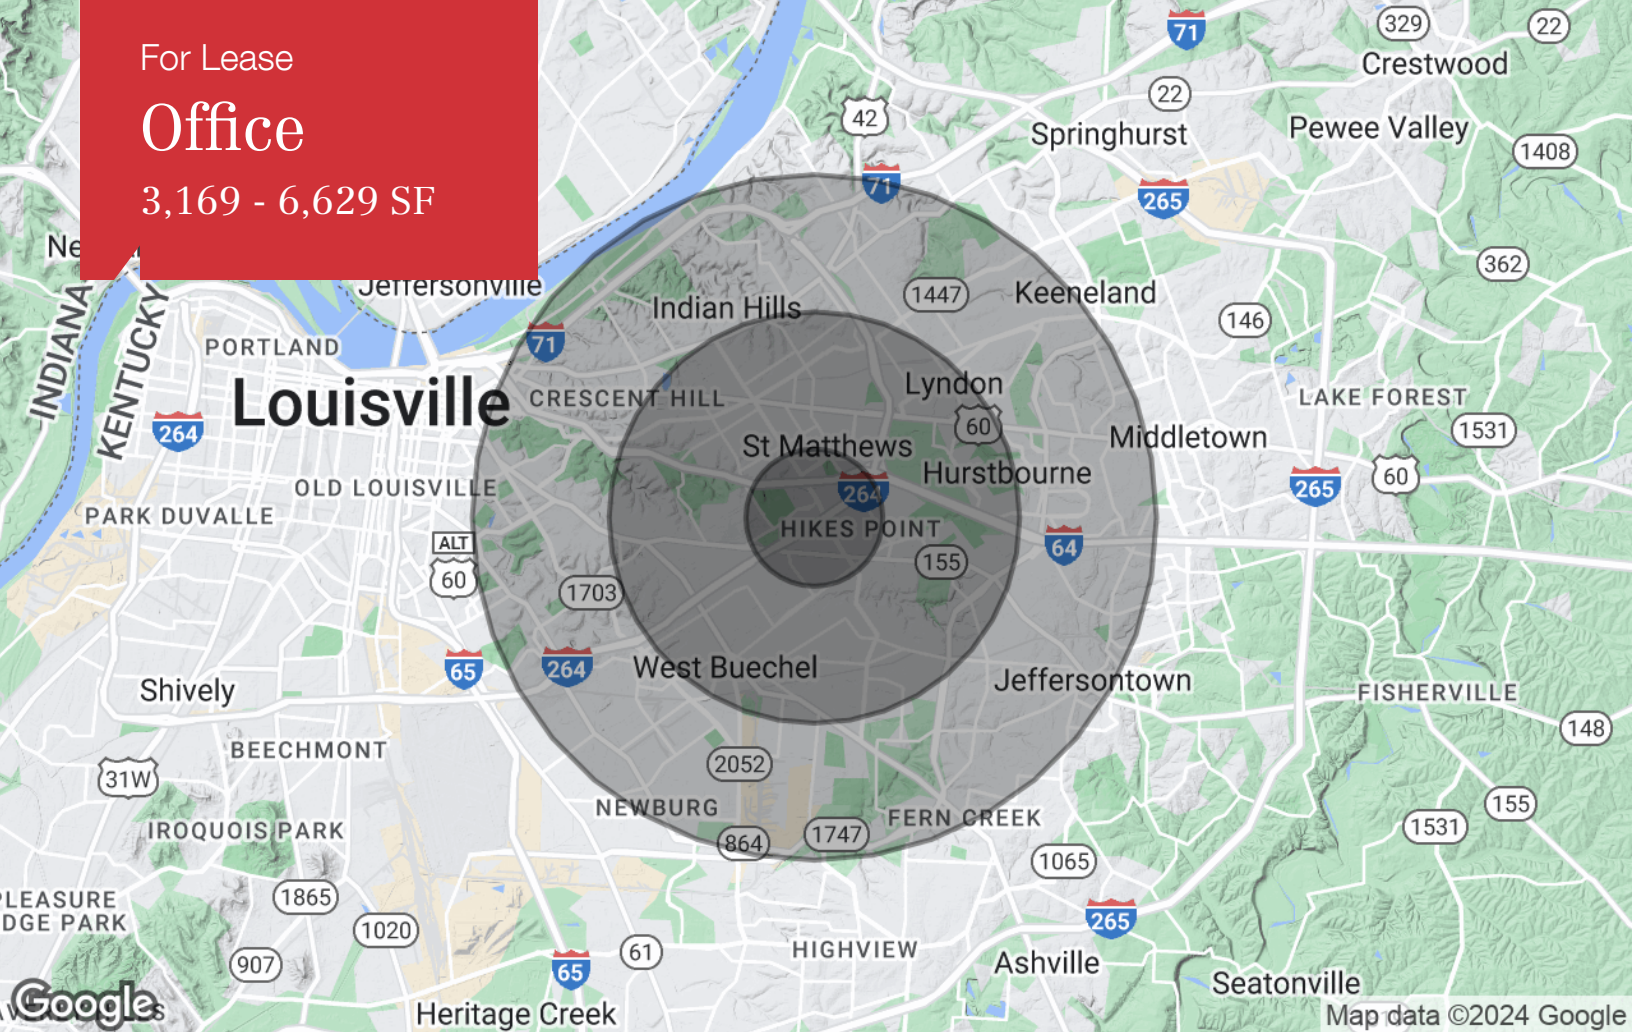 For Lease
Office
3,169 - 6,629 SF
71
329
22
Crestwood
42
22
Springhurst
Pewee Valley
1408
71
265
Ne
362
Jeffersonville
INDIANA
KENTUCKY
Indian Hills
1447
Keeneland
146
PORTLAND
71
Louisville
CRESCENT HILL
Lyndon
60
LAKE FOREST
264
St Matthews
Middletown
1531
Hurstbourne
60
OLD LOUISVILLE
264
265
PARK DUVALLE
HIKES POINT
ALT
60
64
155
1703
65
264
West Buechel
Jeffersontown
Shively
FISHERVILLE
148
BEECHMONT
31W
2052
NEWBURG
155
IROQUOIS PARK
864
1747
FERN CREEK
1531
1065
PLEASURE
DGE PARK
1865
1020
265
907
65
61
HIGHVIEW
Ashville
Seatonville
Google
Heritage Creek
Map data ©2024 Google